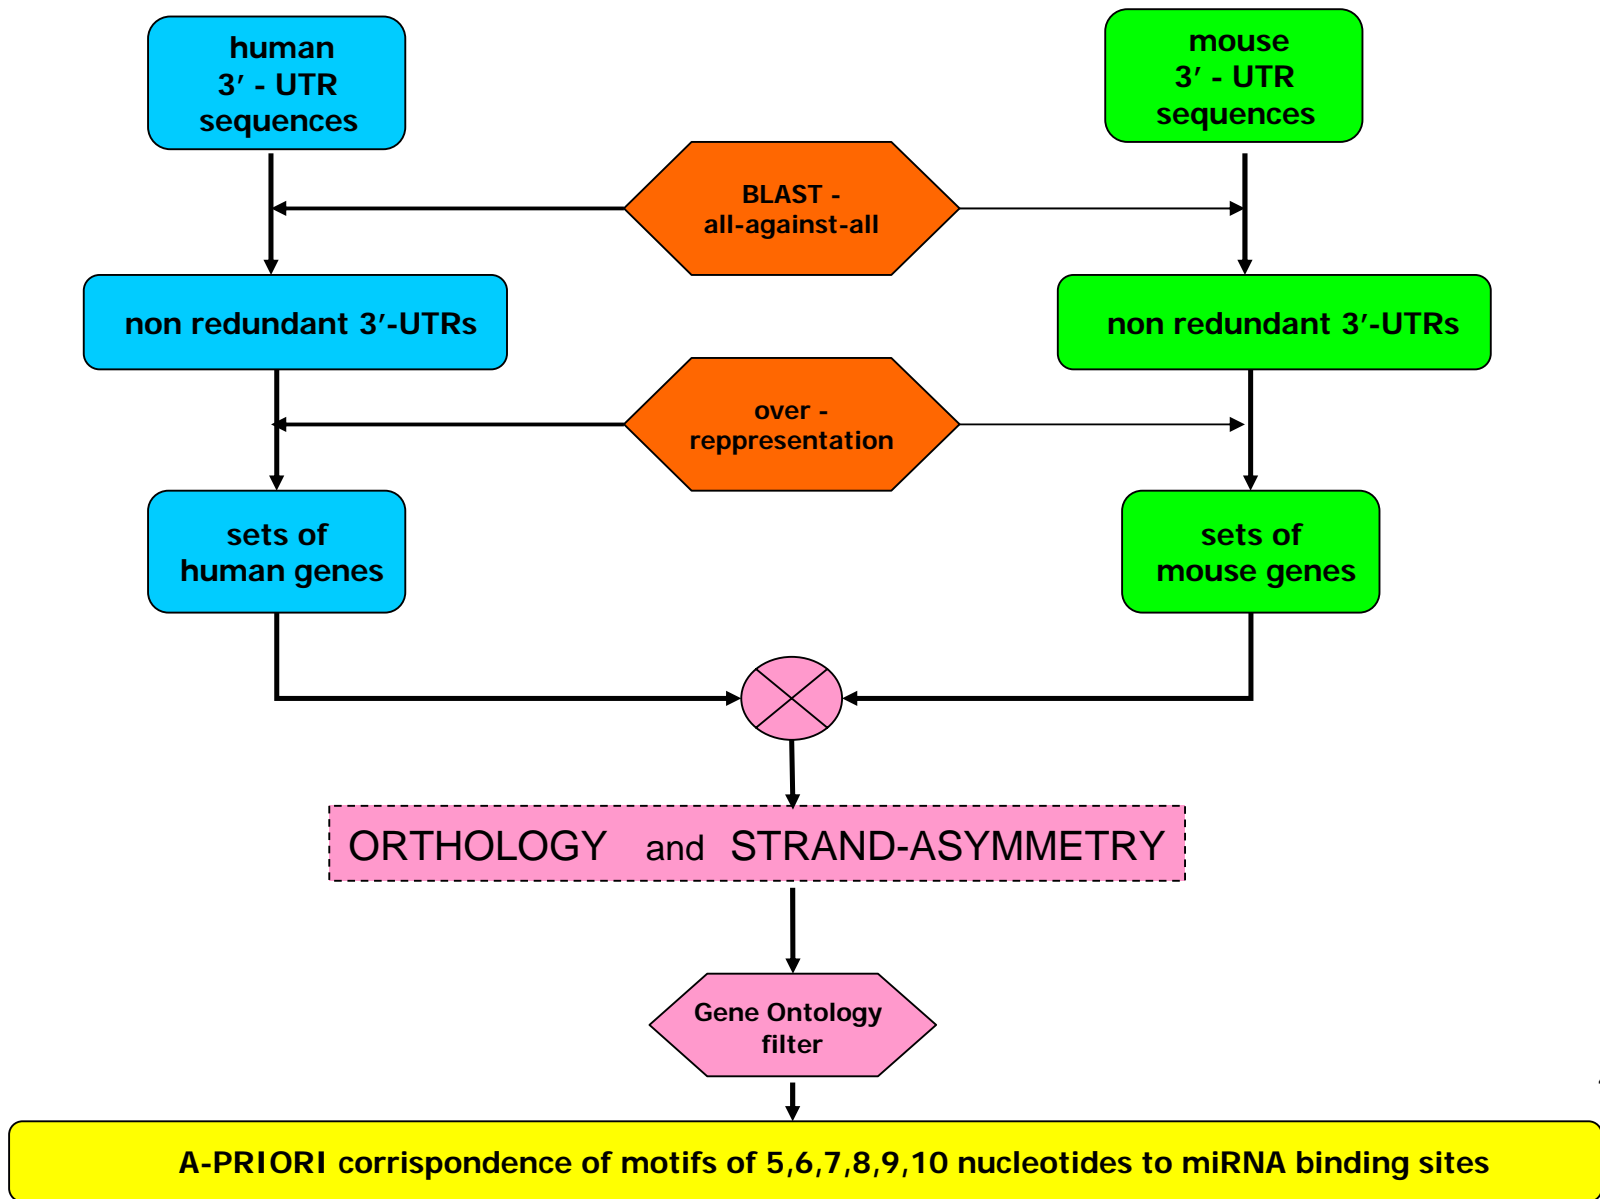 human
3′ - UTR
sequences
mouse
3′ - UTR
sequences
BLAST -
all-against-all
non redundant 3′-UTRs
non redundant 3′-UTRs
over -
reppresentation
sets of
human genes
sets of
mouse genes
ORTHOLOGY and STRAND-ASYMMETRY
Gene Ontology
filter
A-PRIORI corrispondence of motifs of 5,6,7,8,9,10 nucleotides to miRNA binding sites